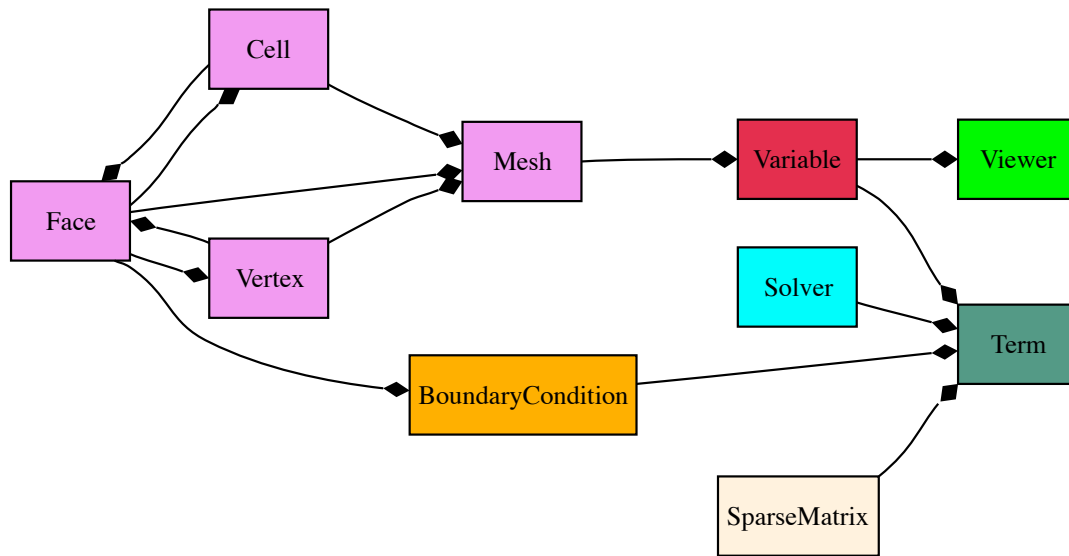 Cell
Mesh
Variable
Viewer
Face
Vertex
Solver
Term
BoundaryCondition
SparseMatrix